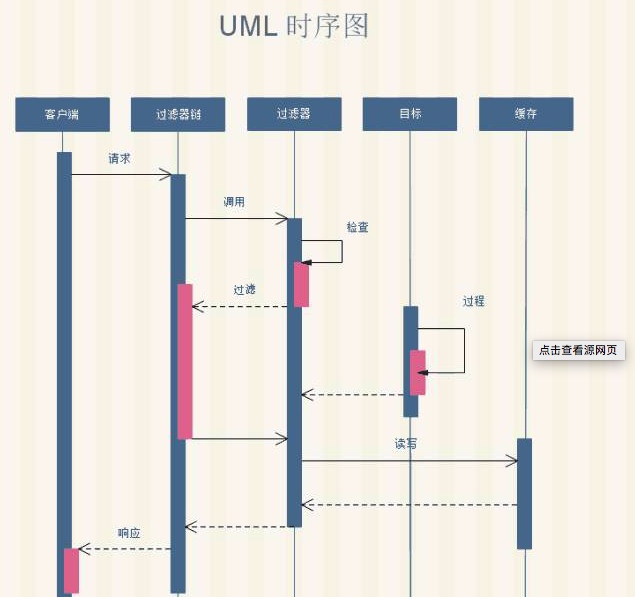 UML 时序图
客户端
过滤器链
过滤器
目标
缓存
请求
调用
检查
过滤
过程
点击查看源网页
读写
响应